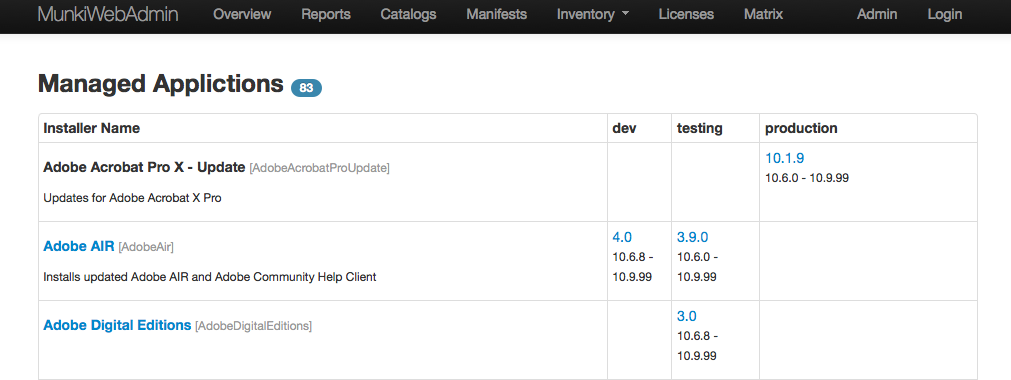 MunkiWebAdmin Overview Reports Catalogs Manifests Inventory Licenses Matrix Admin Login
Managed Applictions 83
Installer Name dev testing production
Adobe Acrobat Pro X - Update [AdobeAcrobatProUpdate] 10.1.9
10.6.0 - 10.9.99
Updates for Adobe Acrobat X Pro
Adobe AIR [AdobeAir] 4.0 3.9.0
10.6.8 - 10.6.0 -
Installs updated Adobe AIR and Adobe Community Help Client 10.9.99 10.9.99
Adobe Digital Editions [AdobeDigitalEditions] 3.0
10.6.8 -
10.9.99